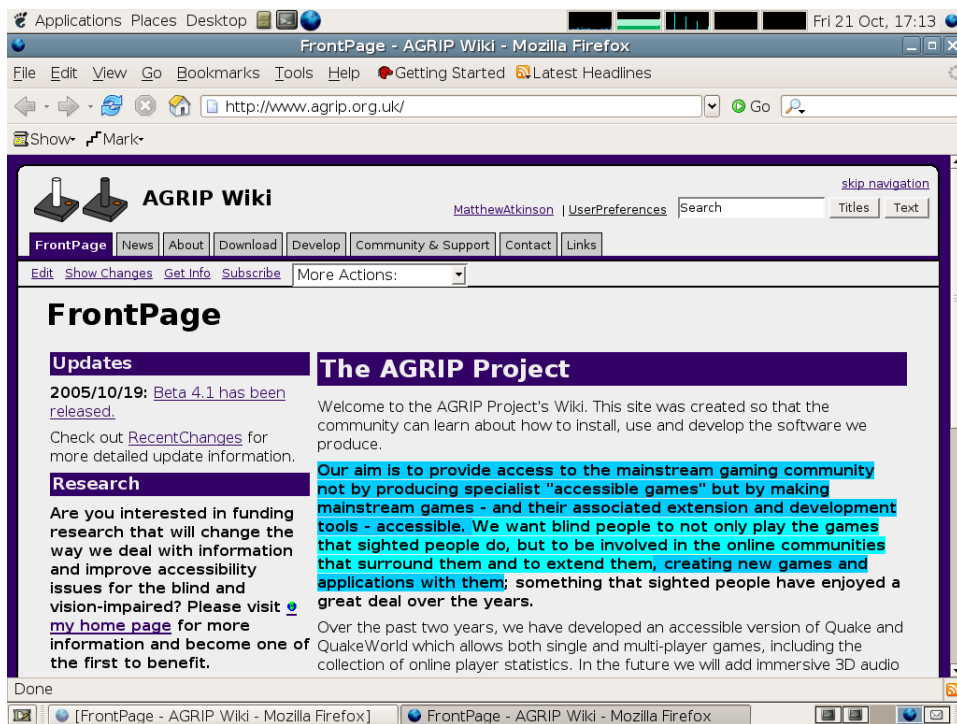 Applications Places Desktop
Fri 21 Oct, 17:13
FrontPage - AGRIP Wiki - Mozilla Firefox
File Edit View Go Bookmarks Tools Help Getting Started Latest Headlines
http://www.agrip.org.uk/
Go
Show Mark
skip navigation
AGRIP Wiki
MatthewAtkinson | UserPreferences
Search
Titles Text
FrontPage News About Download Develop Community & Support Contact Links
Edit Show Changes Get Info Subscribe More Actions:
FrontPage
Updates
2005/10/19: Beta 4.1 has been
released.
Check out RecentChanges for
more detailed update information.
Research
Are you interested in funding
research that will change the
way we deal with information
and improve accessibility
issues for the blind and
vision-impaired? Please visit
my home page for more
information and become one of
the first to benefit.
The AGRIP Project
Welcome to the AGRIP Project's Wiki. This site was created so that the
community can learn about how to install, use and develop the software we
produce.
Our aim is to provide access to the mainstream gaming community
not by producing specialist "accessible games" but by making
mainstream games - and their associated extension and development
tools - accessible. We want blind people to not only play the games
that sighted people do, but to be involved in the online communities
that surround them and to extend them, creating new games and
applications with them; something that sighted people have enjoyed a
great deal over the years.
Over the past two years, we have developed an accessible version of Quake and
QuakeWorld which allows both single and multi-player games, including the
collection of online player statistics. In the future we will add immersive 3D audio
Done
[FrontPage - AGRIP Wiki - Mozilla Firefox]
FrontPage - AGRIP Wiki - Mozilla Firefox